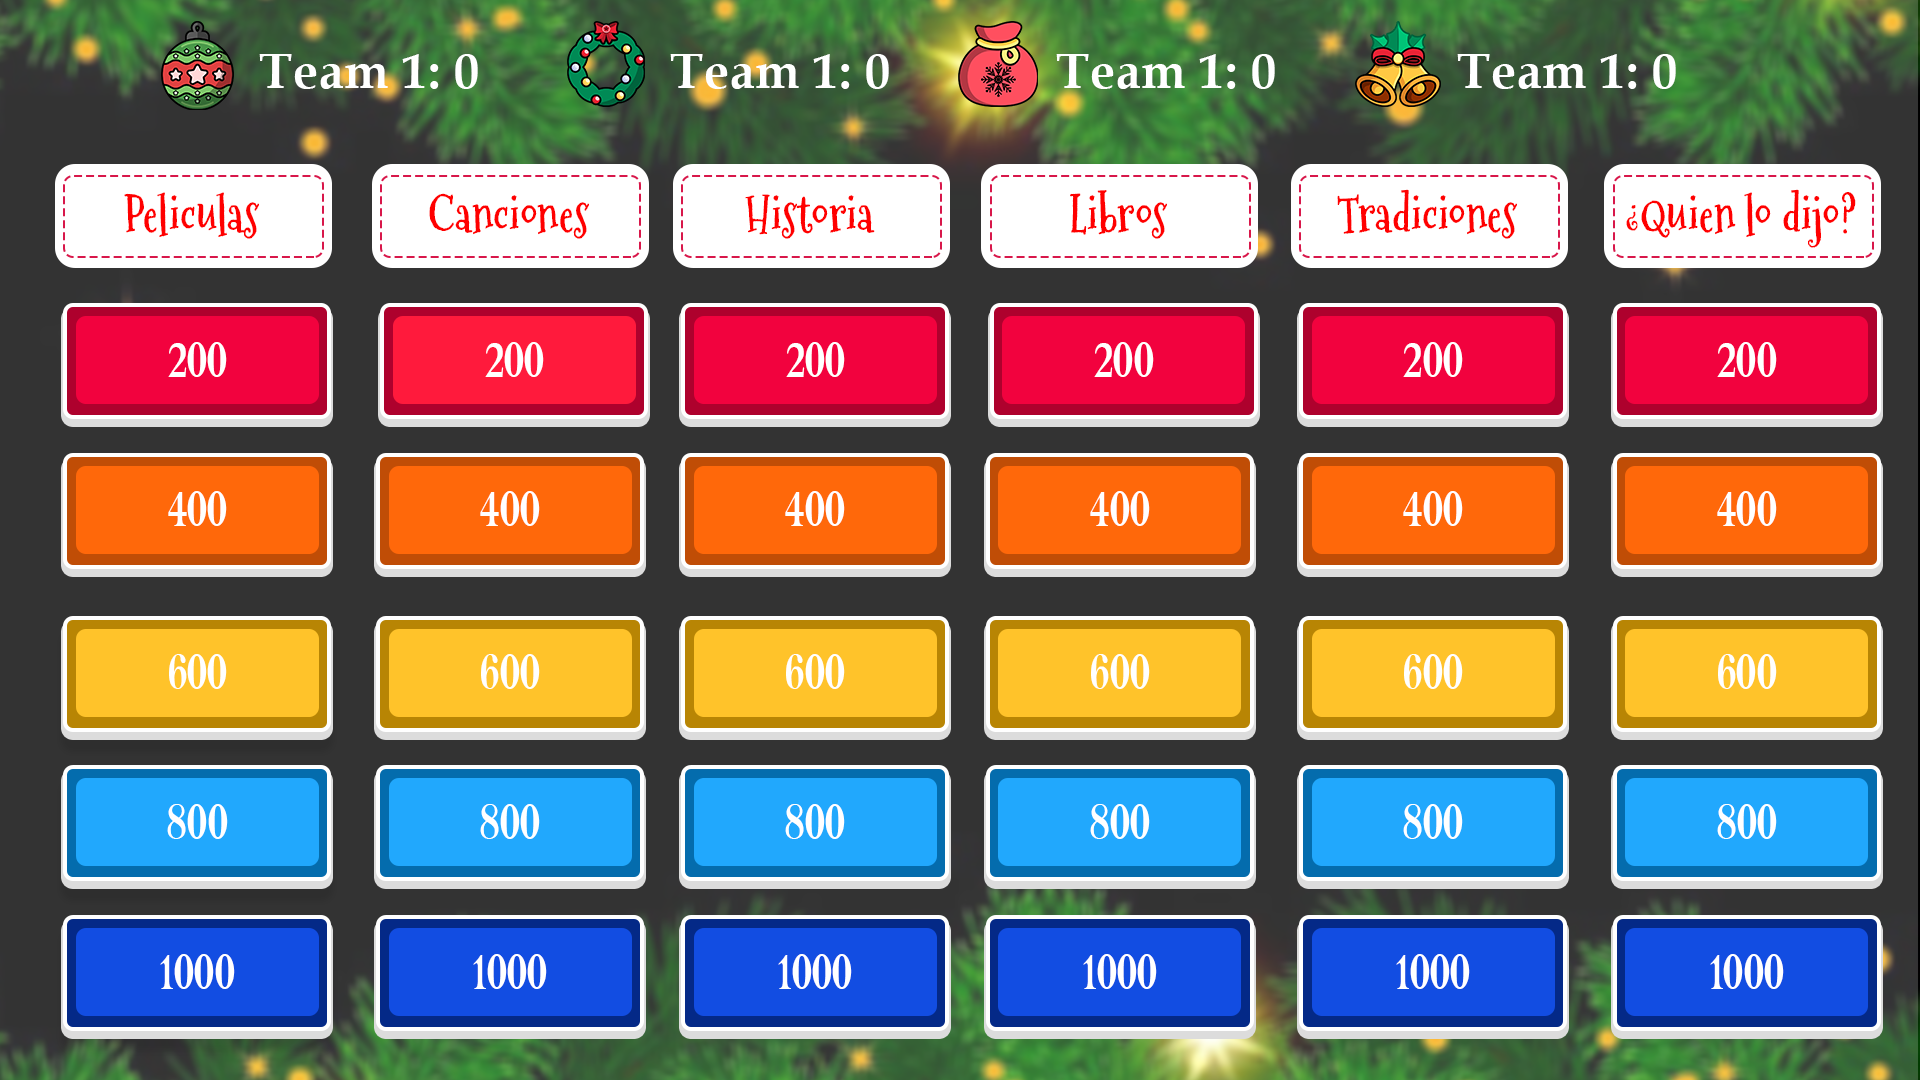 Team 1: 0 Team 1: 0 Team 1: 0 Team 1: 0
Peliculas Canciones Historia Libros Tradiciones ¿Quien lo dijo?
200 200 200 200 200 200
400 400 400 400 400 400
600 600 600 600 600 600
800 800 800 800 800 800
1000 1000 1000 1000 1000 1000